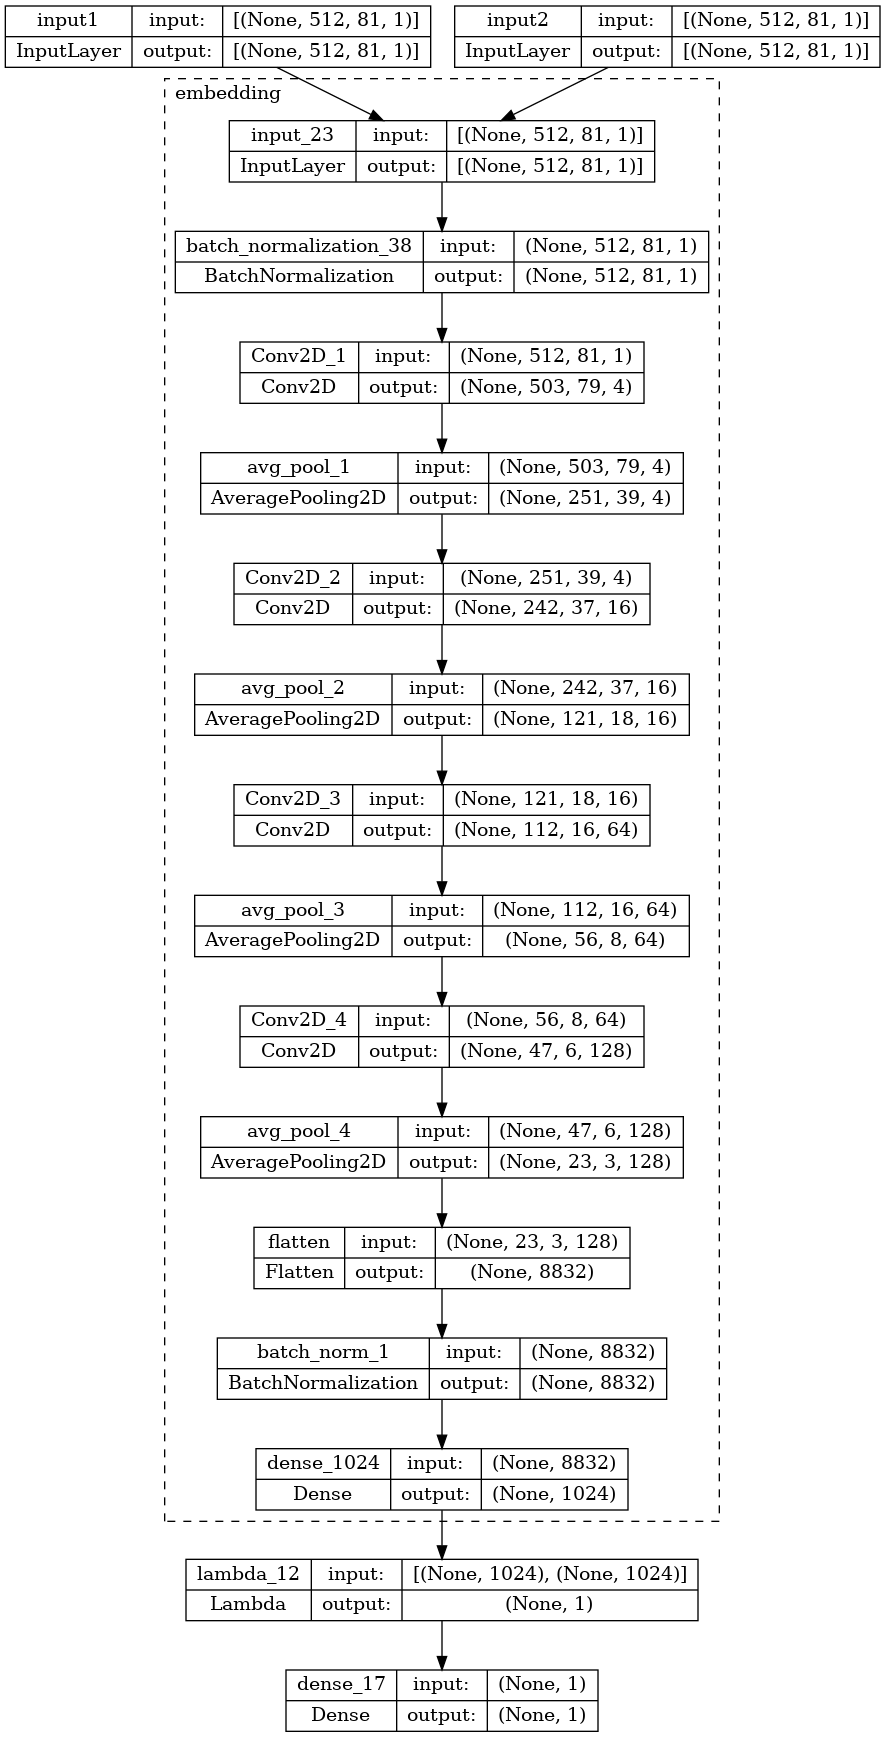 input1 input: [(None, 512, 81, 1)]
InputLayer output: [(None, 512, 81, 1)]
input2 input: [(None, 512, 81, 1)]
InputLayer output: [(None, 512, 81, 1)]
embedding
input_23 input: [(None, 512, 81, 1)]
InputLayer output: [(None, 512, 81, 1)]
batch_normalization_38 input: (None, 512, 81, 1)
BatchNormalization output: (None, 512, 81, 1)
Conv2D_1 input: (None, 512, 81, 1)
Conv2D output: (None, 503, 79, 4)
avg_pool_1 input: (None, 503, 79, 4)
AveragePooling2D output: (None, 251, 39, 4)
Conv2D_2 input: (None, 251, 39, 4)
Conv2D output: (None, 242, 37, 16)
avg_pool_2 input: (None, 242, 37, 16)
AveragePooling2D output: (None, 121, 18, 16)
Conv2D_3 input: (None, 121, 18, 16)
Conv2D output: (None, 112, 16, 64)
avg_pool_3 input: (None, 112, 16, 64)
AveragePooling2D output: (None, 56, 8, 64)
Conv2D_4 input: (None, 56, 8, 64)
Conv2D output: (None, 47, 6, 128)
avg_pool_4 input: (None, 47, 6, 128)
AveragePooling2D output: (None, 23, 3, 128)
flatten input: (None, 23, 3, 128)
Flatten output: (None, 8832)
batch_norm_1 input: (None, 8832)
BatchNormalization output: (None, 8832)
dense_1024 input: (None, 8832)
Dense output: (None, 1024)
lambda_12 input: [(None, 1024), (None, 1024)]
Lambda output: (None, 1)
dense_17 input: (None, 1)
Dense output: (None, 1)